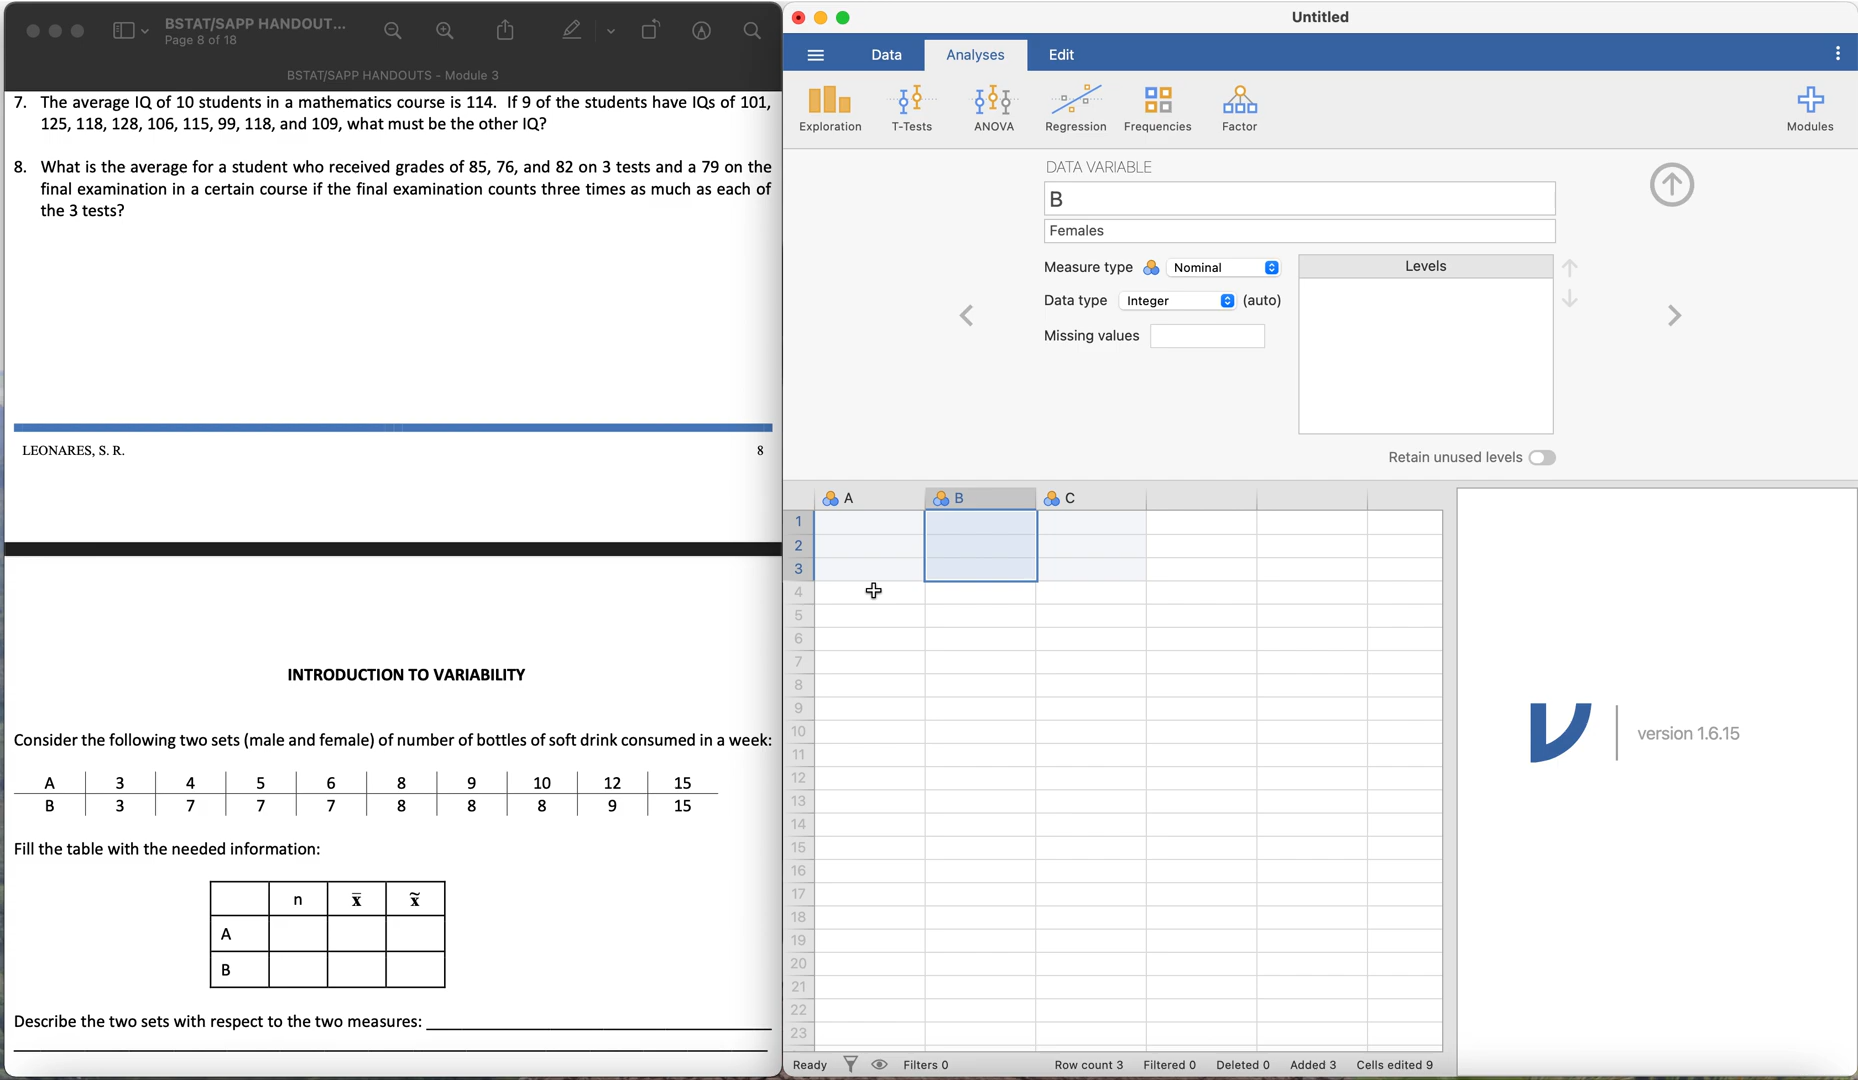 BSTAT/SAPP HANDOUT...
Page 8 of 18
BSTAT/SAPP HANDOUTS - Module 3
7. The average IQ of 10 students in a mathematics course is 114. If 9 of the students have IQs of 101,
125, 118, 128, 106, 115, 99, 118, and 109, what must be the other IQ?
8. What is the average for a student who received grades of 85, 76, and 82 on 3 tests and a 79 on the
final examination in a certain course if the final examination counts three times as much as each of
the 3 tests?
LEONARES, S. R.
8
INTRODUCTION TO VARIABILITY
Consider the following two sets (male and female) of number of bottles of soft drink consumed in a week:
A 3 4 5 6 8 9 10 12 15
B 3 7 7 7 8 8 8 9 15
Fill the table with the needed information:
n x̅ x̃
A
B
Describe the two sets with respect to the two measures:
Untitled
Data Analyses Edit
Exploration T-Tests ANOVA Regression Frequencies Factor Modules
DATA VARIABLE
B
Females
Measure type Nominal
Levels
Data type Integer (auto)
Missing values
Retain unused levels
A B C
1
2
3
4
5
6
7
8
9
10
11
12
13
14
15
16
17
18
19
20
21
22
23
version 1.6.15
Ready Filters 0 Row count 3 Filtered 0 Deleted 0 Added 3 Cells edited 9